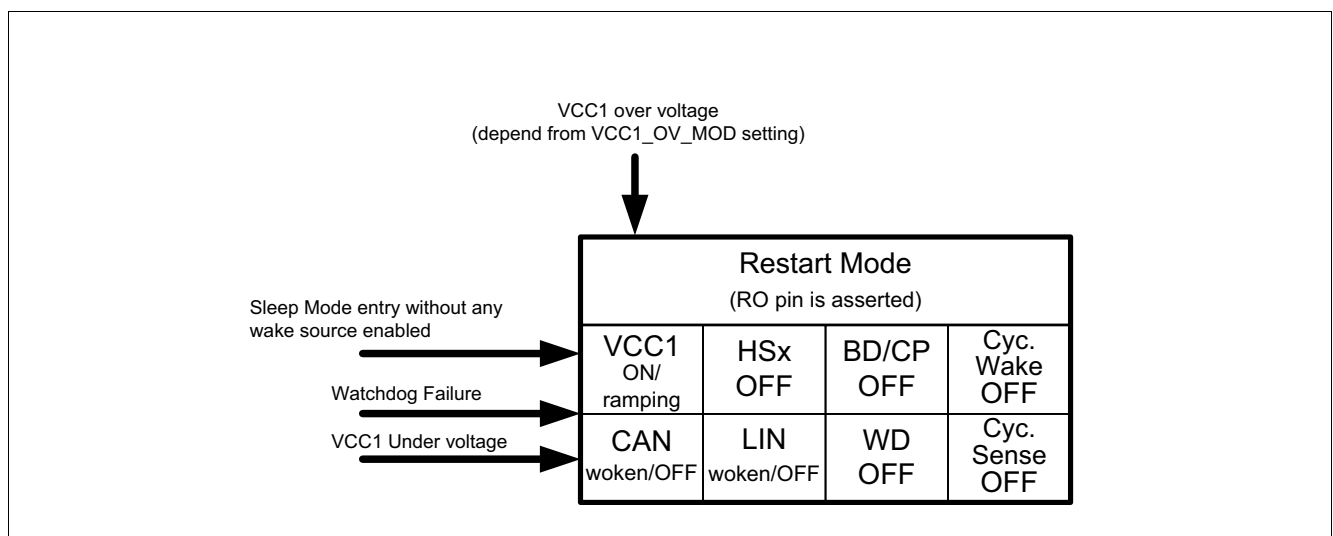 VCC1 over voltage
(depend from VCC1_OV_MOD setting)
Restart Mode
(RO pin is asserted)
Sleep Mode entry without any
wake source enabled
Watchdog Failure
VCC1 Under voltage
VCC1
ON/
ramping
HSx
OFF
BD/CP
OFF
Cyc.
Wake
OFF
CAN
woken/OFF
LIN
woken/OFF
WD
OFF
Cyc.
Sense
OFF